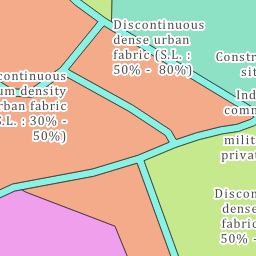 Discontinuous
dense urban
fabric (S.L. :
50% - 80%)
continuous
um density
rban fabric
S.L. : 30% -
50%)
Constr
sit
Ind
comm
milit
privat
Discon
dense
fabric
50% -